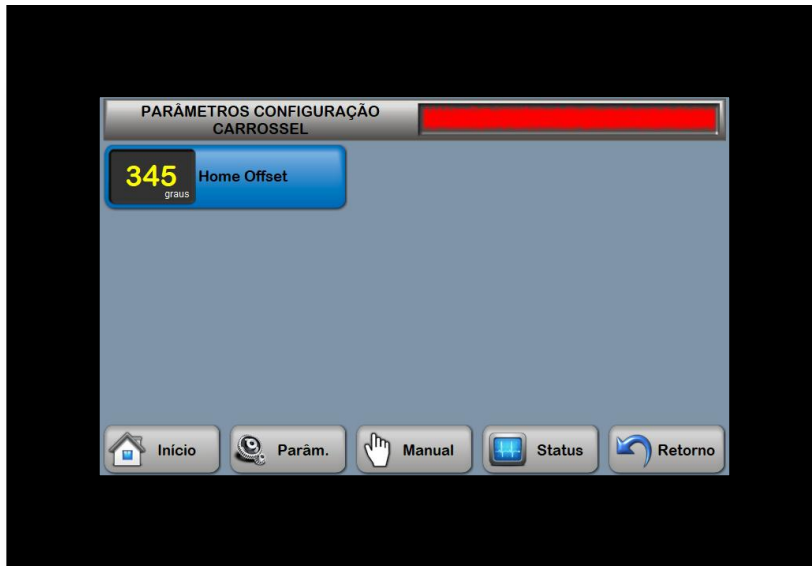 PARÂMETROS CONFIGURAÇÃO
CARROSSEL
345
graus
Home Offset
Início
Parâm.
Manual
Status
Retorno